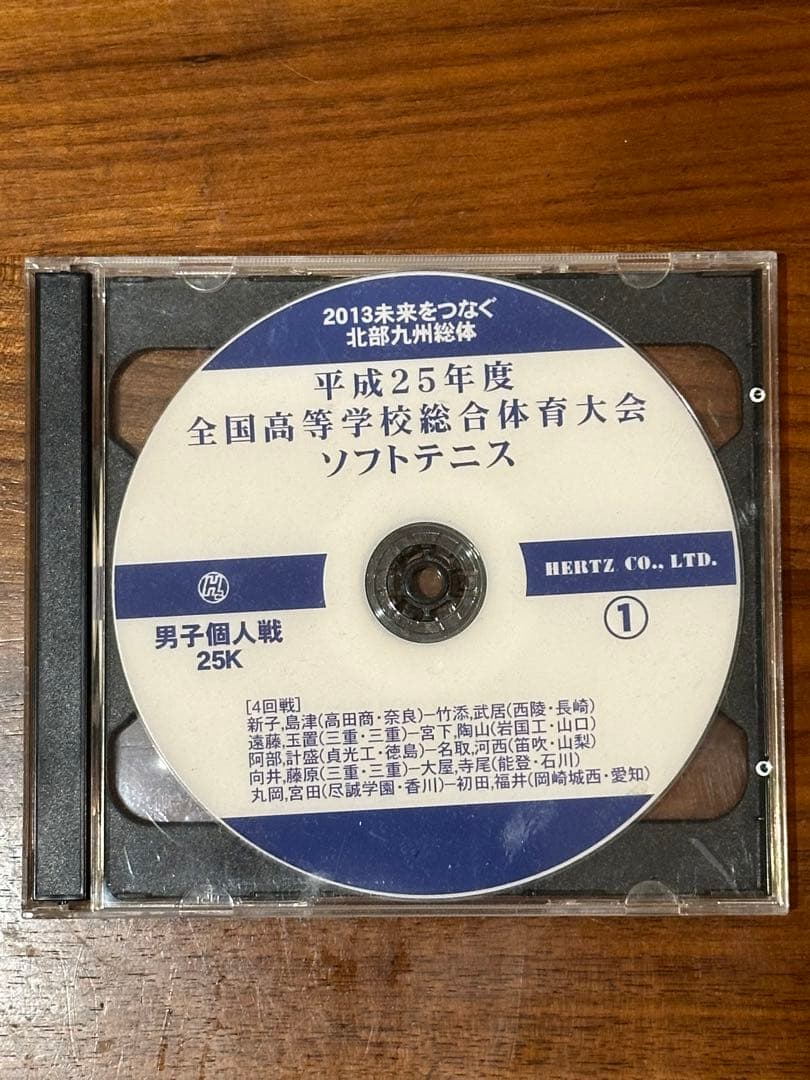 2013未来をつなぐ
北部九州総体
平成25年度
全国高等学校総合体育大会
ソフトテニス
H
HERTZ CO., LTD.
男子個人戦
25K
①
[4回戦]
新子,島津(高田商・奈良)ー竹添,武居(西陵・長崎)
遠藤,玉置(三重・三重)ー宮下,陶山(岩国工・山口)
阿部,計盛(貞光工・徳島)ー名取,河西(笛吹・山梨)
向井,藤原(三重・三重)ー大屋,寺尾(能登・石川)
丸岡,宮田(尽誠学園・香川)ー初田,福井(岡崎城西・愛知)